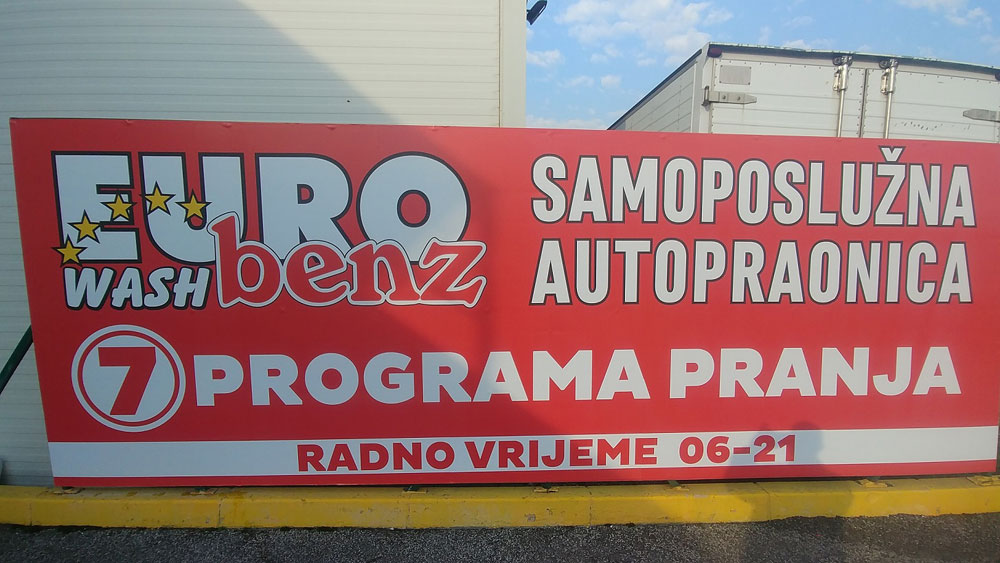 EURO
WASH benz
SAMOPOSLUŽNA
AUTOPRAONICA
7 PROGRAMA PRANJA
RADNO VRIJEME 06-21